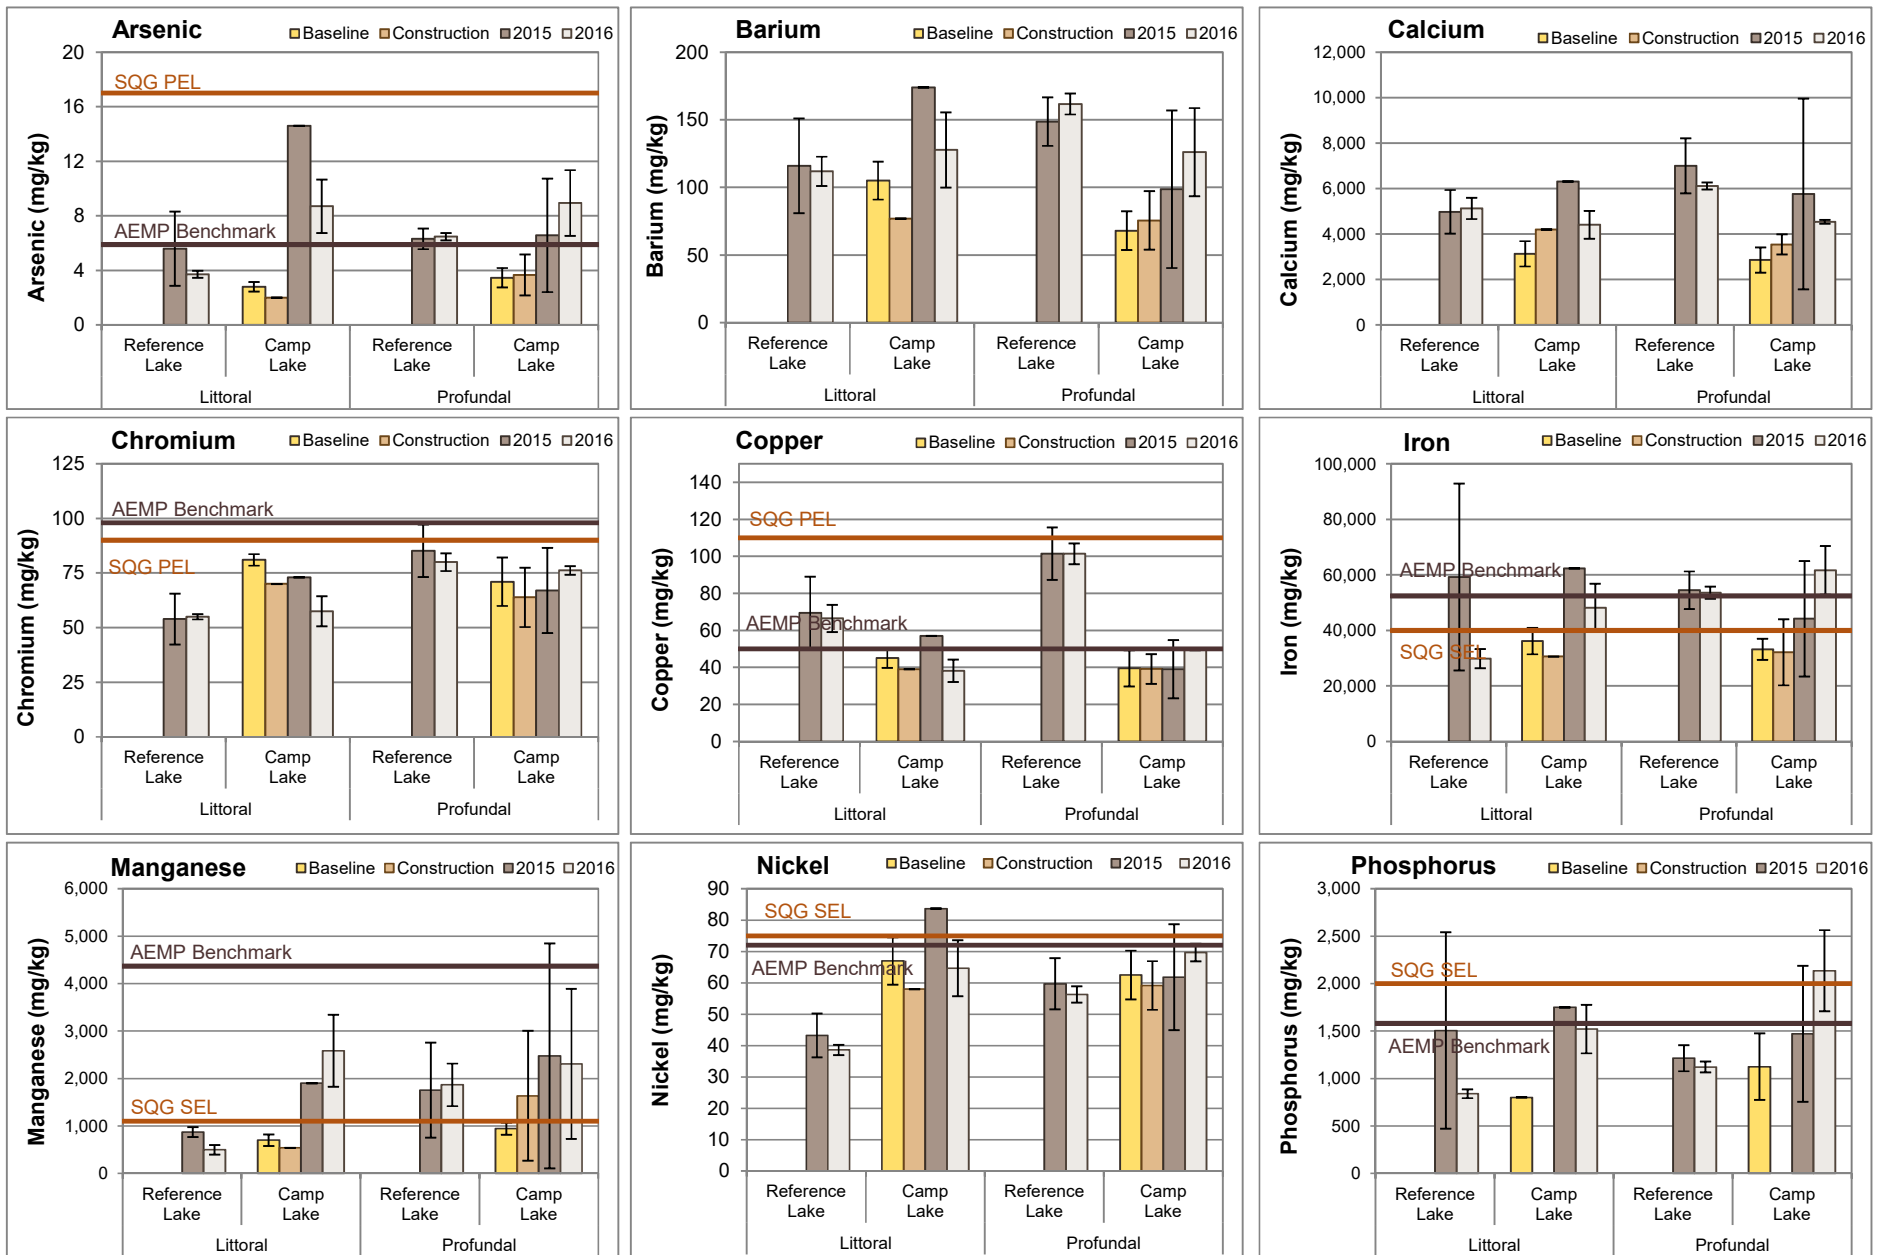 Arsenic
Baseline Construction 2015 2016
Arsenic (mg/kg)
20
16
12
8
4
0
SQG PEL
AEMP Benchmark
Reference Lake
Camp Lake
Reference Lake
Camp Lake
Littoral
Profundal
Barium
Baseline Construction 2015 2016
Barium (mg/kg)
200
150
100
50
0
Reference Lake
Camp Lake
Reference Lake
Camp Lake
Littoral
Profundal
Calcium
Baseline Construction 2015 2016
Calcium (mg/kg)
12,000
10,000
8,000
6,000
4,000
2,000
0
Reference Lake
Camp Lake
Reference Lake
Camp Lake
Littoral
Profundal
Chromium
Baseline Construction 2015 2016
Chromium (mg/kg)
125
100
75
50
25
0
AEMP Benchmark
SQG PEL
Reference Lake
Camp Lake
Reference Lake
Camp Lake
Littoral
Profundal
Copper
Baseline Construction 2015 2016
Copper (mg/kg)
140
120
100
80
60
40
20
0
SQG PEL
AEMP Benchmark
Reference Lake
Camp Lake
Reference Lake
Camp Lake
Littoral
Profundal
Iron
Baseline Construction 2015 2016
Iron (mg/kg)
100,000
80,000
60,000
40,000
20,000
0
AEMP Benchmark
SQG SEL
Reference Lake
Camp Lake
Reference Lake
Camp Lake
Littoral
Profundal
Manganese
Baseline Construction 2015 2016
Manganese (mg/kg)
6,000
5,000
4,000
3,000
2,000
1,000
0
AEMP Benchmark
SQG SEL
Reference Lake
Camp Lake
Reference Lake
Camp Lake
Littoral
Profundal
Nickel
Baseline Construction 2015 2016
Nickel (mg/kg)
90
80
70
60
50
40
30
20
10
0
SQG SEL
AEMP Benchmark
Reference Lake
Camp Lake
Reference Lake
Camp Lake
Littoral
Profundal
Phosphorus
Baseline Construction 2015 2016
Phosphorus (mg/kg)
3,000
2,500
2,000
1,500
1,000
500
0
SQG SEL
AEMP Benchmark
Reference Lake
Camp Lake
Reference Lake
Camp Lake
Littoral
Profundal